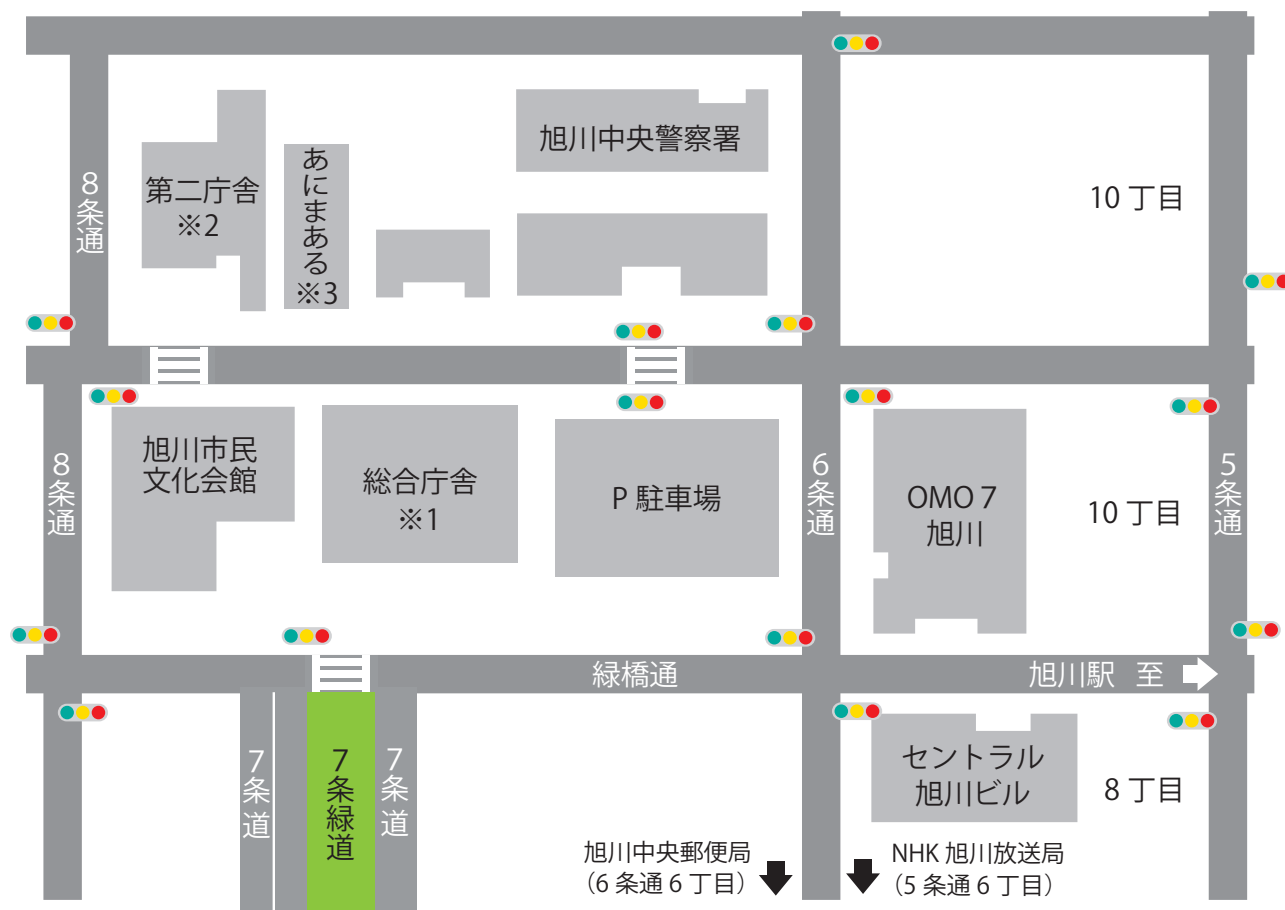 8条通
第二庁舎
※2
あにまある
※3
旭川中央警察署
10 丁目
8条通
旭川市民
文化会館
総合庁舎
※1
P 駐車場
6条通
OMO 7
旭川
10 丁目
5条通
緑橋通
旭川駅 至
7条道
7条緑道
7条道
セントラル
旭川ビル
8 丁目
旭川中央郵便局
（6 条通 6 丁目）
NHK 旭川放送局
（5 条通 6 丁目）